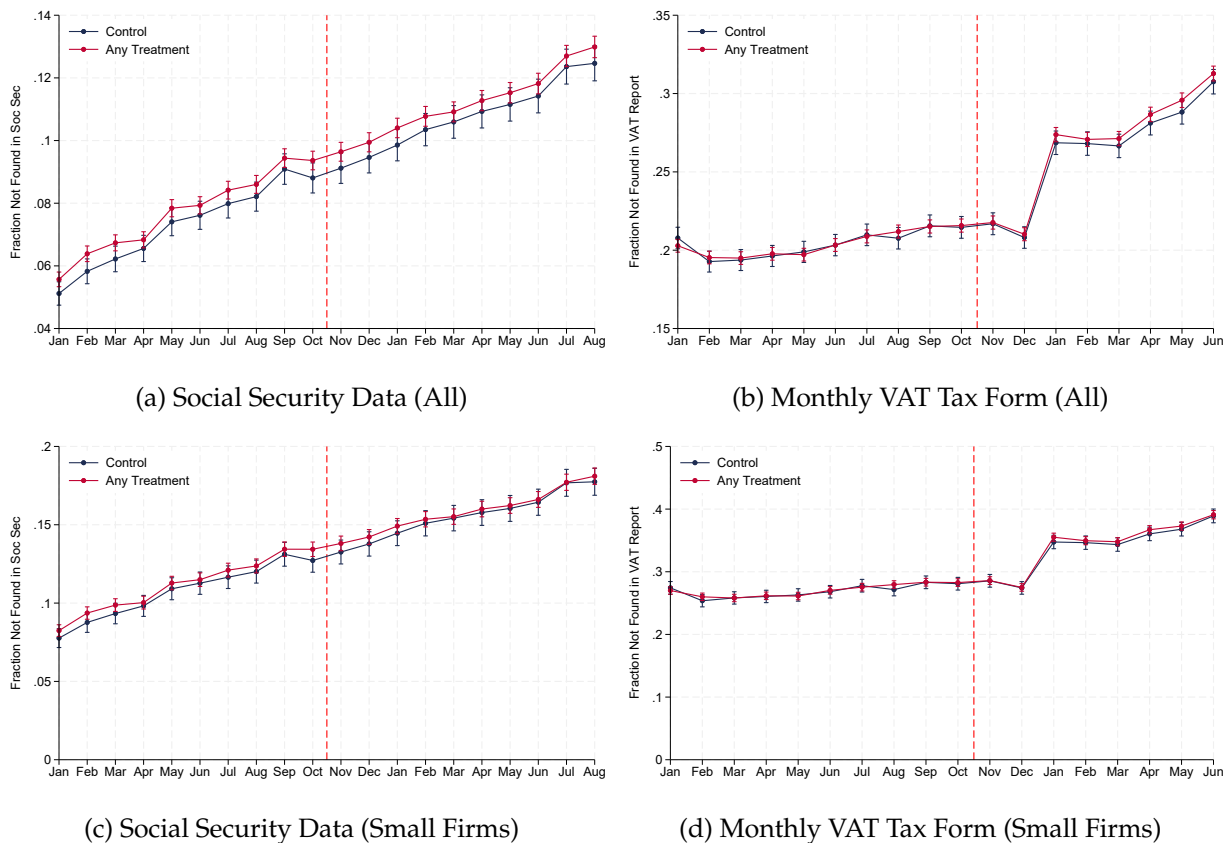 .14
.12
.1
.08
.06
.04
Fraction Not Found in Soc Sec
Control
Any Treatment
Jan Feb Mar Apr May Jun Jul Aug Sep Oct Nov Dec Jan Feb Mar Apr May Jun Jul Aug
(a) Social Security Data (All)
.35
.3
.25
.2
.15
Fraction Not Found in VAT Report
Control
Any Treatment
Jan Feb Mar Apr May Jun Jul Aug Sep Oct Nov Dec Jan Feb Mar Apr May Jun
(b) Monthly VAT Tax Form (All)
.2
.15
.1
.05
0
Fraction Not Found in Soc Sec
Control
Any Treatment
Jan Feb Mar Apr May Jun Jul Aug Sep Oct Nov Dec Jan Feb Mar Apr May Jun Jul Aug
(c) Social Security Data (Small Firms)
.5
.4
.3
.2
.1
0
Fraction Not Found in VAT Report
Control
Any Treatment
Jan Feb Mar Apr May Jun Jul Aug Sep Oct Nov Dec Jan Feb Mar Apr May Jun
(d) Monthly VAT Tax Form (Small Firms)